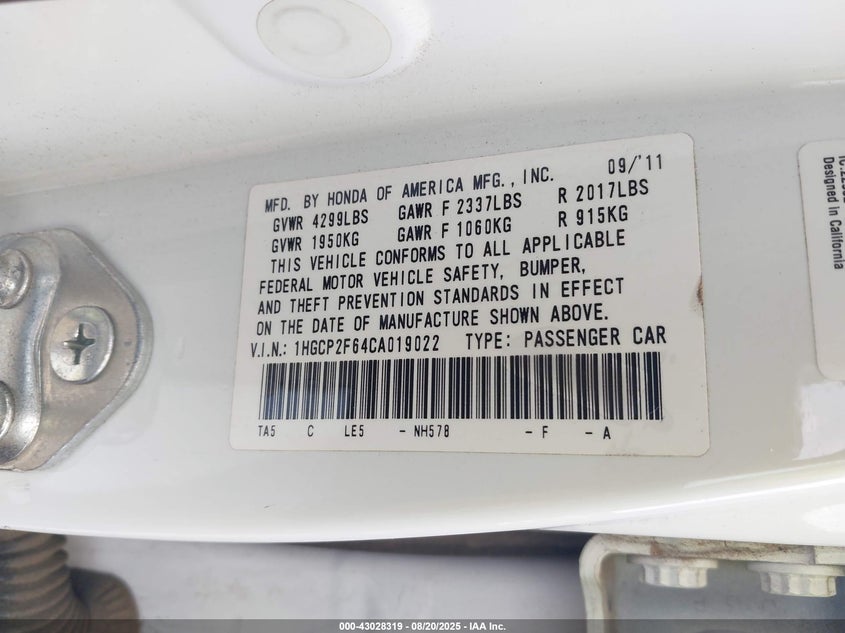 MFD. BY HONDA OF AMERICA MFG., INC. 09/'11
GVWR 4299LBS GAWR F 2337LBS R 2017LBS
GVWR 1950KG GAWR F 1060KG R 915KG
THIS VEHICLE CONFORMS TO ALL APPLICABLE
FEDERAL MOTOR VEHICLE SAFETY, BUMPER,
AND THEFT PREVENTION STANDARDS IN EFFECT
ON THE DATE OF MANUFACTURE SHOWN ABOVE.
V.I.N.: 1HGCP2F64CA019022 TYPE: PASSENGER CAR
TA5 C LE5 - NH578 - F - A
Designed in California
000-43028319 - 08/20/2025 - IAA Inc.